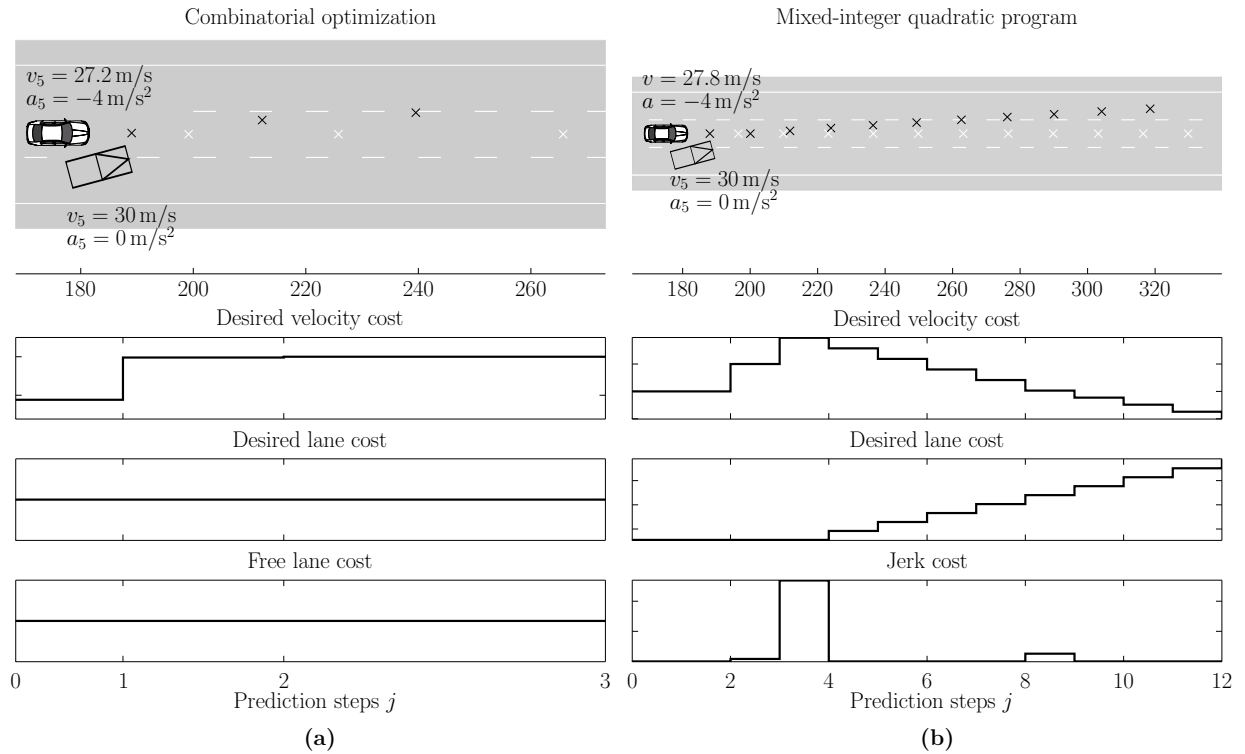 Combinatorial optimization
v₅ = 27.2 m/s
a₅ = −4 m/s²
v₅ = 30 m/s
a₅ = 0 m/s²
180 200 220 240 260
Desired velocity cost
Desired lane cost
Free lane cost
0 1 2 3
Prediction steps j
(a)
Mixed-integer quadratic program
v = 27.8 m/s
a = −4 m/s²
v₅ = 30 m/s
a₅ = 0 m/s²
180 200 220 240 260 280 300 320
Desired velocity cost
Desired lane cost
Jerk cost
0 2 4 6 8 10 12
Prediction steps j
(b)